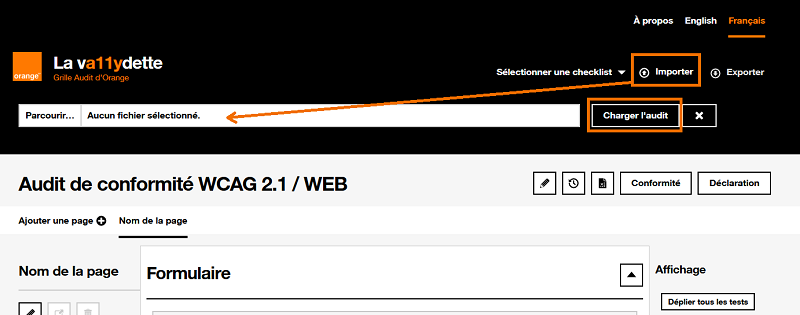 À propos English Français
La va11ydette
orange™
Grille Audit d'Orange
Sélectionner une checklist Importer Exporter
Parcourir... Aucun fichier sélectionné. Charger l'audit
Audit de conformité WCAG 2.1 / WEB Conformité Déclaration
Ajouter une page Nom de la page
Nom de la page Formulaire Affichage
Déplier tous les tests